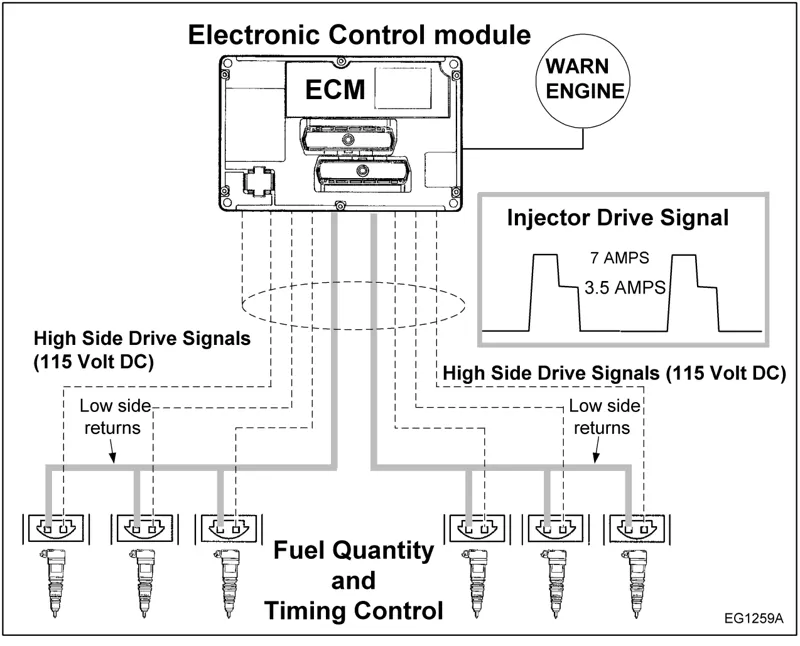 Electronic Control module
ECM
WARN
ENGINE
Injector Drive Signal
7 AMPS
3.5 AMPS
High Side Drive Signals
(115 Volt DC)
High Side Drive Signals (115 Volt DC)
Low side
returns
Low side
returns
Fuel Quantity
and
Timing Control
EG1259A